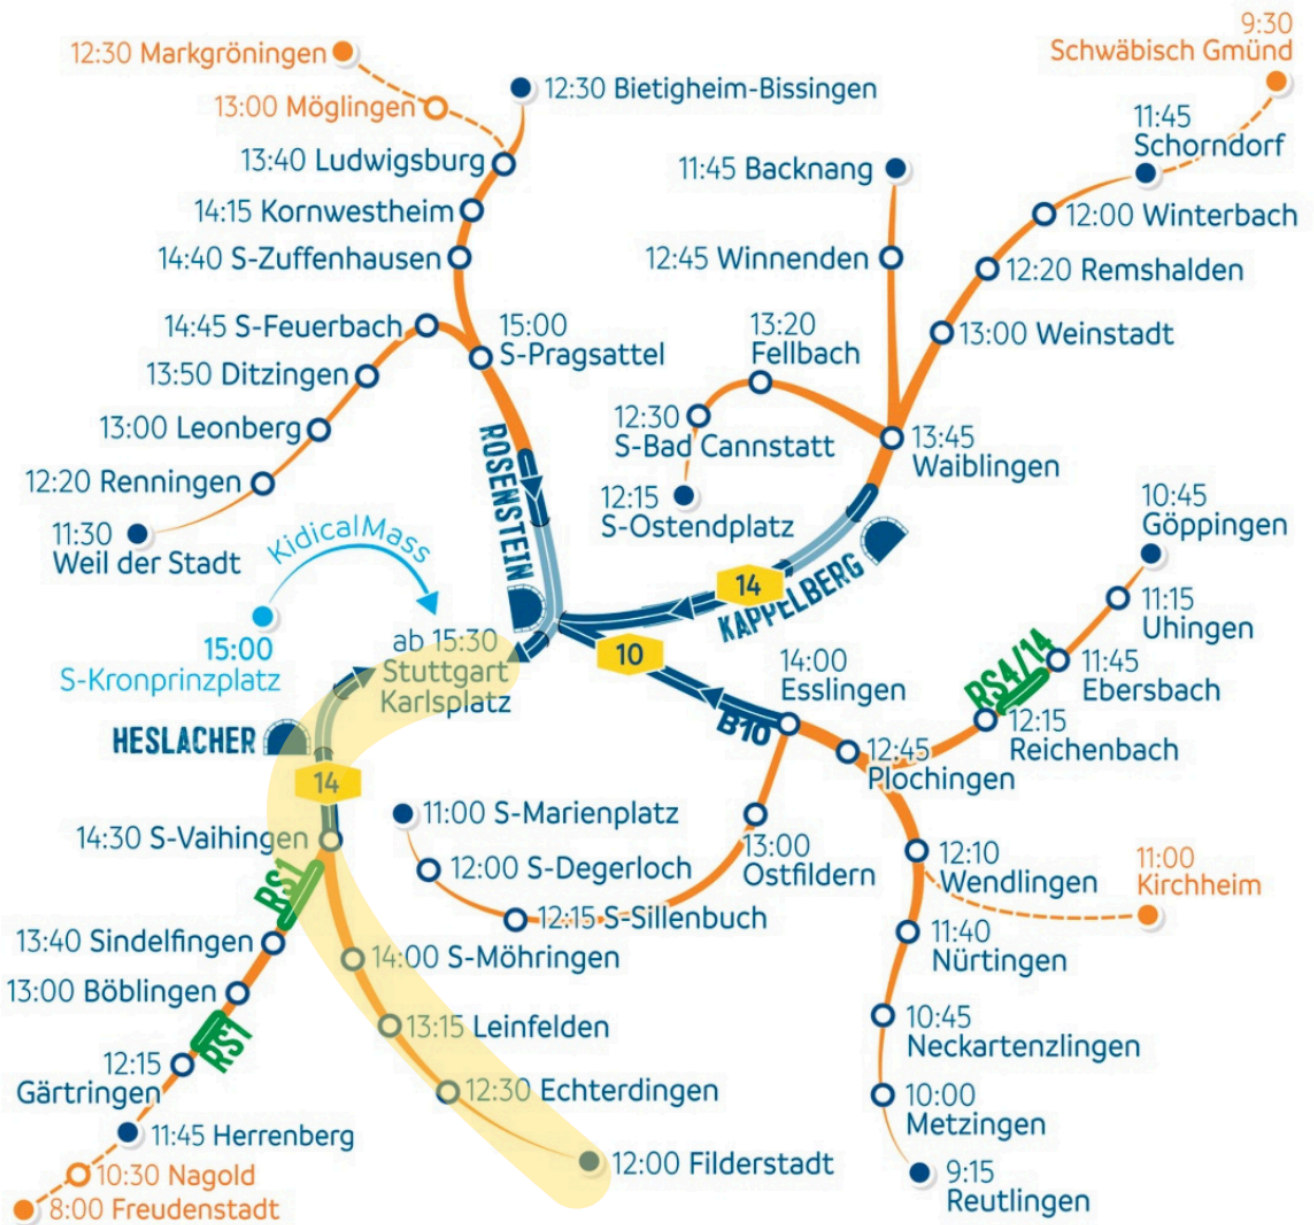 9:30
Schwäbisch Gmünd
12:30 Markgröningen
12:30 Bietigheim-Bissingen
13:00 Möglingen
11:45
Schorndorf
13:40 Ludwigsburg
11:45 Backnang
14:15 Kornwestheim
12:00 Winterbach
14:40 S-Zuffenhausen
12:45 Winnenden
12:20 Remshalden
14:45 S-Feuerbach
15:00
S-Pragsattel
13:20
Fellbach
13:00 Weinstadt
13:50 Ditzingen
13:00 Leonberg
12:30
S-Bad Cannstatt
13:45
Waiblingen
ROSENSTEIN
12:20 Renningen
12:15
S-Ostendplatz
10:45
Göppingen
11:30
Weil der Stadt
KidicalMass
14
KAPPELBERG
11:15
Uhingen
15:00
S-Kronprinzplatz
ab 15:30
Stuttgart
Karlsplatz
10
14:00
Esslingen
RS4/14
11:45
Ebersbach
B10
12:15
Reichenbach
HESLACHER
12:45
Plochingen
14
11:00 S-Marienplatz
14:30 S-Vaihingen
13:00
Ostfildern
12:10
Wendlingen
11:00
Kirchheim
12:00 S-Degerloch
RS1
12:15 S-Sillenbuch
13:40 Sindelfingen
11:40
Nürtingen
14:00 S-Möhringen
13:00 Böblingen
13:15 Leinfelden
10:45
Neckartenzlingen
RS1
12:15
Gärtringen
12:30 Echterdingen
10:00
Metzingen
11:45 Herrenberg
12:00 Filderstadt
10:30 Nagold
9:15
Reutlingen
8:00 Freudenstadt